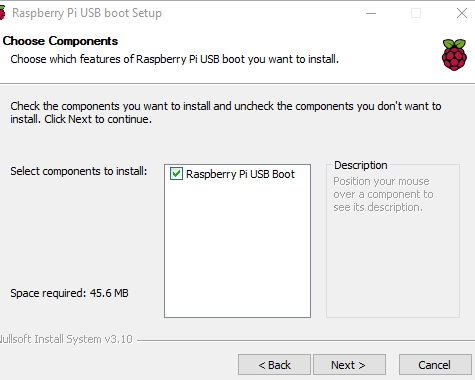 Raspberry Pi USB boot Setup
Choose Components
Choose which features of Raspberry Pi USB boot you want to install.
Check the components you want to install and uncheck the components you don't want to
install. Click Next to continue.
Select components to install:
Raspberry Pi USB Boot
Description
Position your mouse
over a component to
see its description.
Space required: 45.6 MB
Nullsoft Install System v3.10
< Back
Next >
Cancel